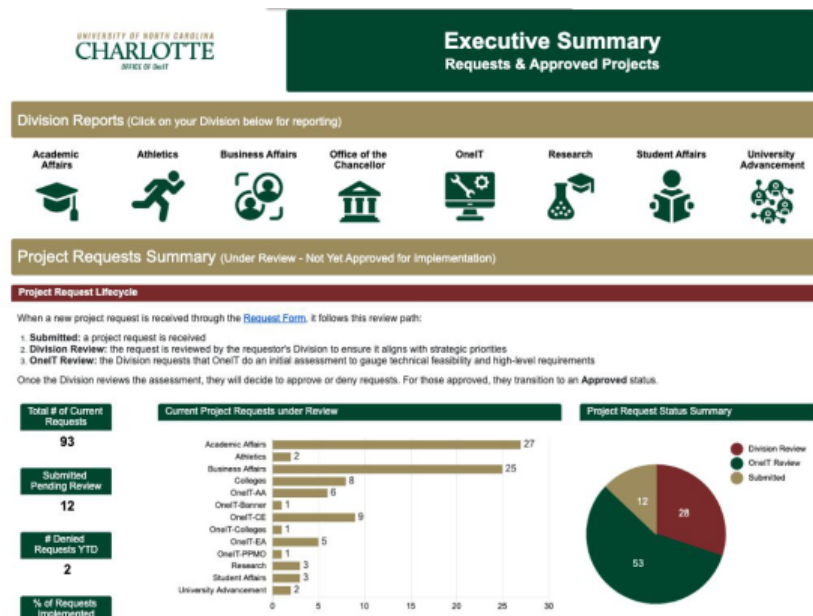 UNIVERSITY OF NORTH CAROLINA
CHARLOTTE
OFFICE OF OneIT
Executive Summary
Requests & Approved Projects
Division Reports (Click on your Division below for reporting)
Academic Affairs
Athletics
Business Affairs
Office of the Chancellor
OneIT
Research
Student Affairs
University Advancement
Project Requests Summary (Under Review - Not Yet Approved for Implementation)
Project Request Lifecycle
When a new project request is received through the Request Form, it follows this review path:
1. Submitted: a project request is received
2. Division Review: the request is reviewed by the requestor's Division to ensure it aligns with strategic priorities
3. OneIT Review: the Division requests that OneIT do an initial assessment to gauge technical feasibility and high-level requirements
Once the Division reviews the assessment, they will decide to approve or deny requests. For those approved, they transition to an Approved status.
Total # of Current
Requests
93
Submitted
Pending Review
12
# Denied
Requests YTD
2
% of Requests
Implemented
Current Project Requests under Review
Academic Affairs 27
Athletics 2
Business Affairs 25
Colleges 8
OneIT-AA 6
OneIT-Banner 1
OneIT-CE 9
OneIT-Colleges 1
OneIT-EA 5
OneIT-PPMO 1
Research 3
Student Affairs 3
University Advancement 2
0 5 10 15 20 25 30
Project Request Status Summary
Division Review
OneIT Review
Submitted
12
28
53